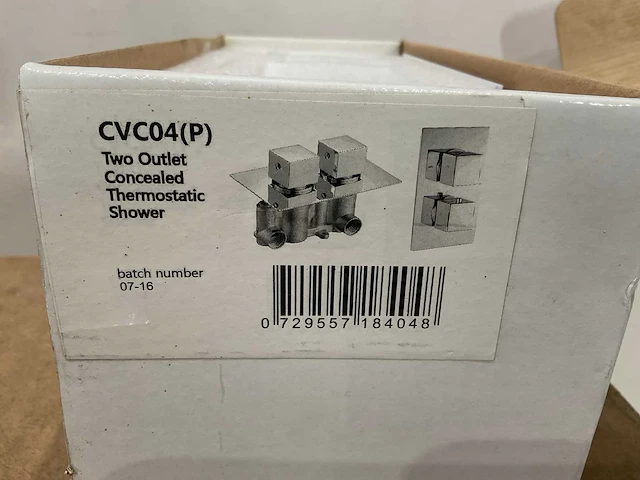 CVC04(P)
Two Outlet
Concealed
Thermostatic
Shower
batch number
07-16
0 729557 184048